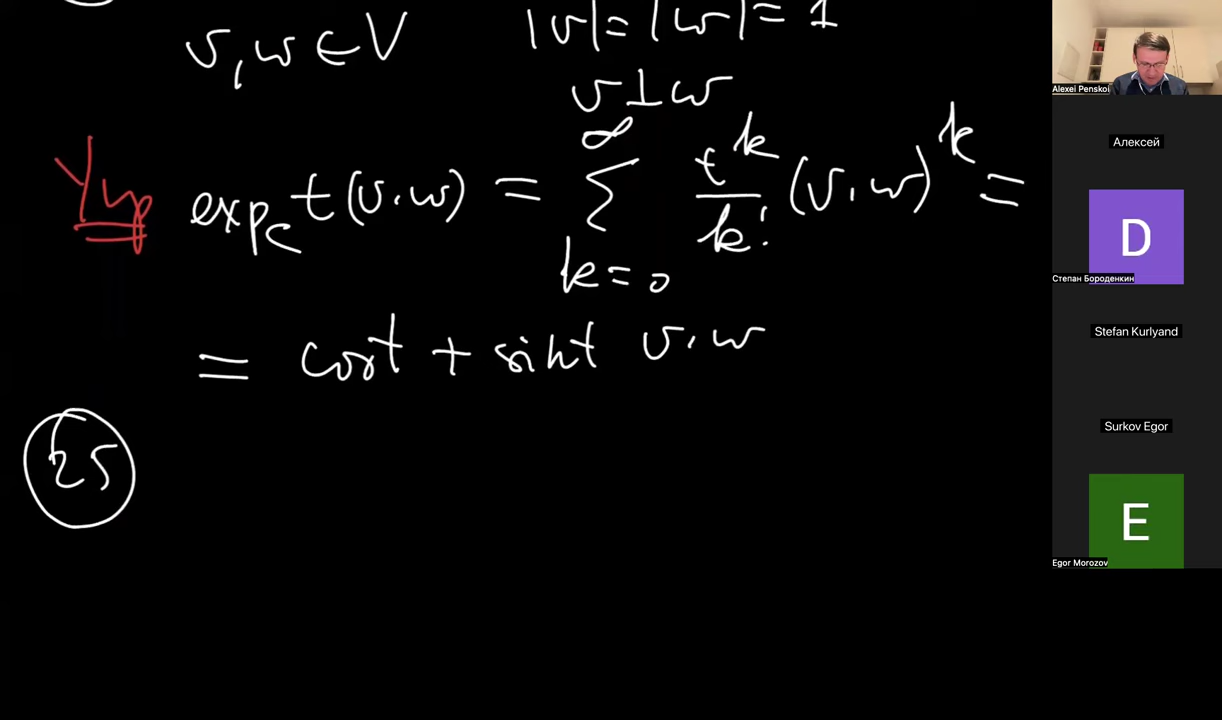 v, w ∈ V |v| = |w| = 1
v ⊥ w
Упр exp_C t(v·w) = ∑_{k=0}^{∞} t^k/k! (v·w)^k =
= cos t + sin t v·w
25
Alexei Penskoi
Алексей
D
Степан Бороденкин
Stefan Kurlyand
Surkov Egor
E
Egor Morozov